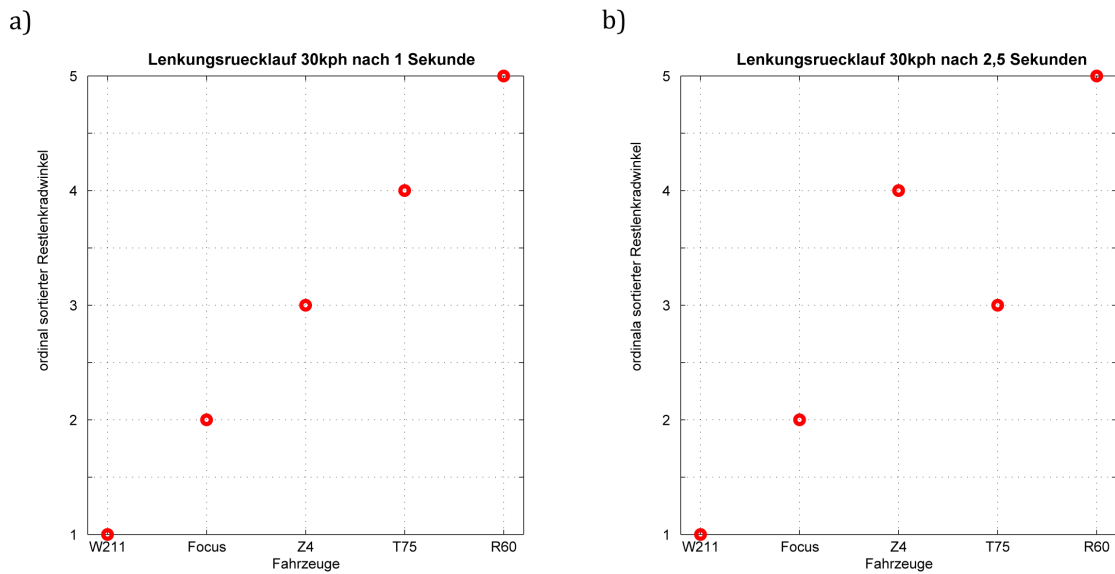 a)
Lenkungsruecklauf 30kph nach 1 Sekunde
ordinal sortierter Restlenkradwinkel
5
4
3
2
1
W211 Focus Z4 T75 R60
Fahrzeuge
b)
Lenkungsruecklauf 30kph nach 2,5 Sekunden
ordinala sortierter Restlenkradwinkel
5
4
3
2
1
W211 Focus Z4 T75 R60
Fahrzeuge